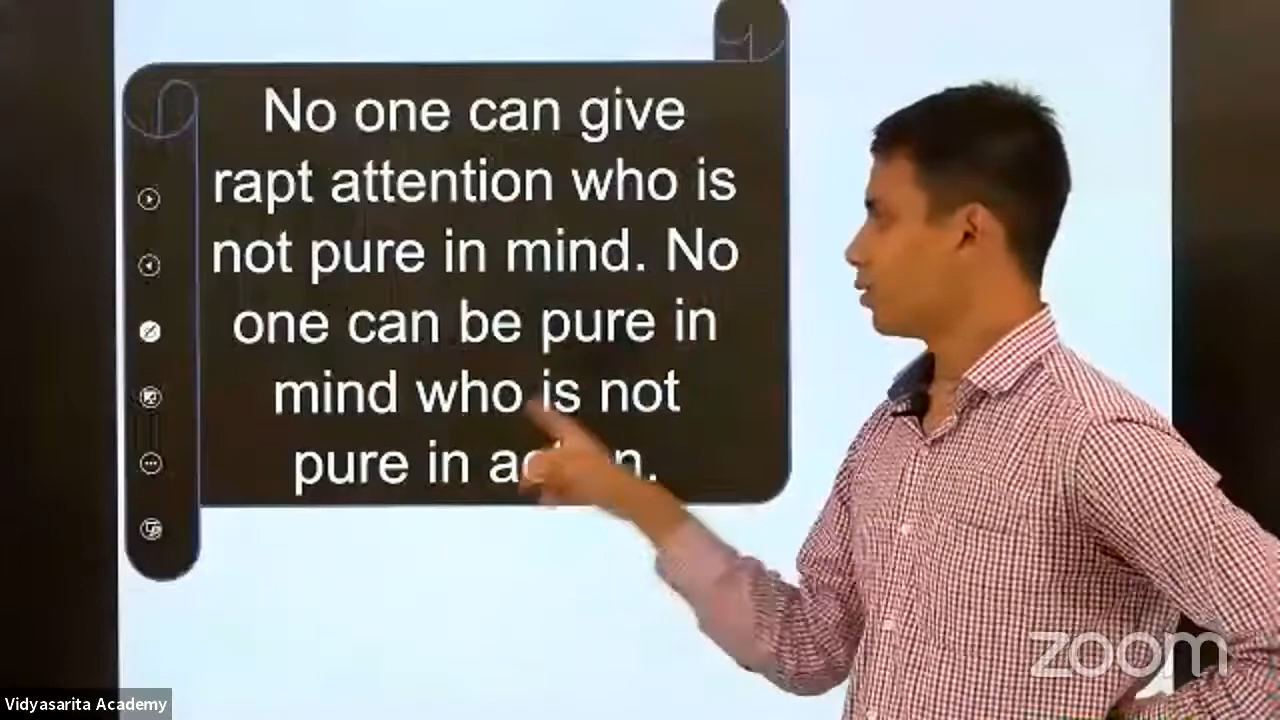 No one can give
rapt attention who is
not pure in mind. No
one can be pure in
mind who is not
pure in action.
zoom
Vidyasarita Academy